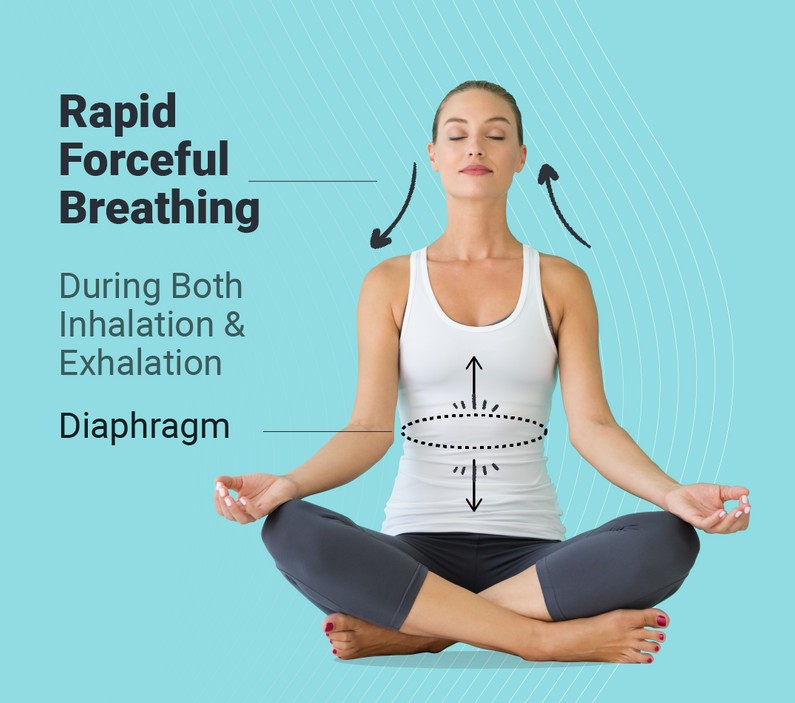 Rapid
Forceful
Breathing
During Both
Inhalation &
Exhalation
Diaphragm